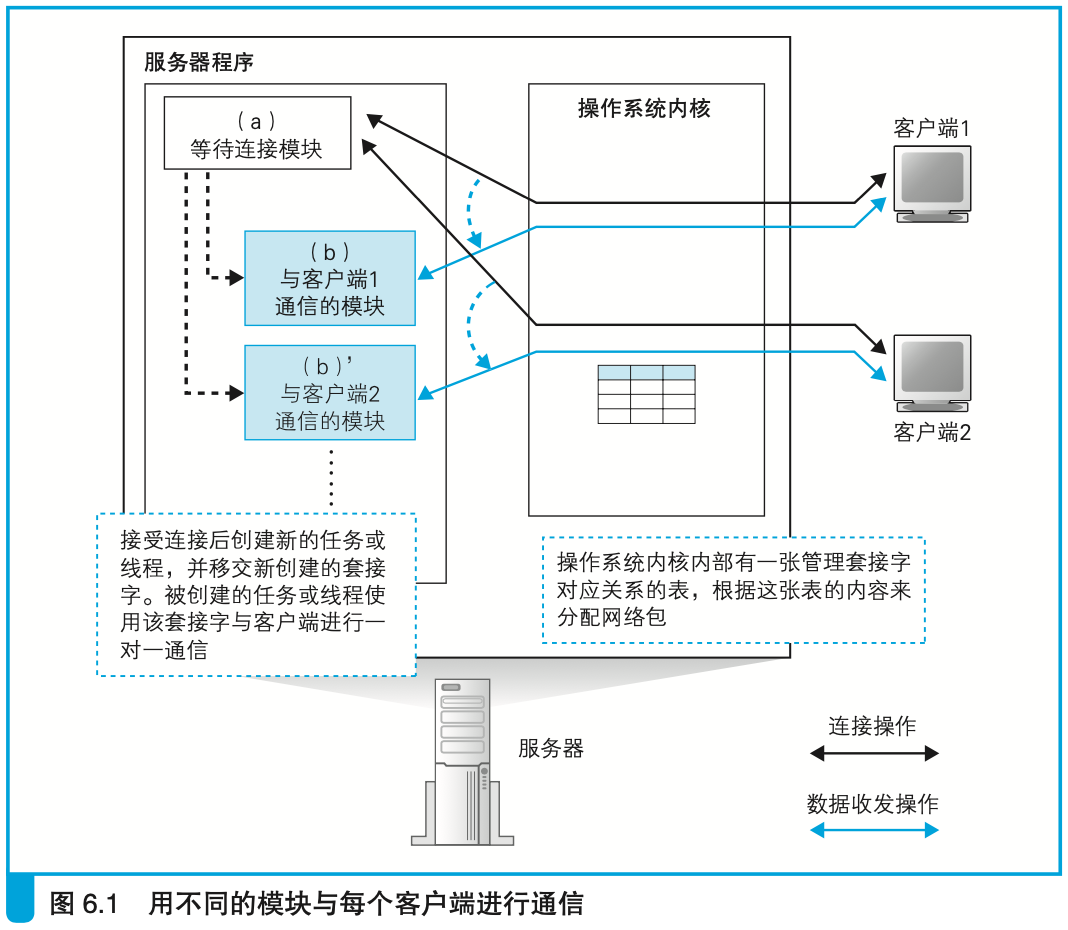 服务器程序
(a)
等待连接模块
操作系统内核
客户端1
(b)
与客户端1
通信的模块
(b)’
与客户端2
通信的模块
客户端2
接受连接后创建新的任务或
线程，并移交新创建的套接
字。被创建的任务或线程使
用该套接字与客户端进行一
对一通信
操作系统内核内部有一张管理套接字
对应关系的表，根据这张表的内容来
分配网络包
服务器
连接操作
数据收发操作
图 6.1 用不同的模块与每个客户端进行通信